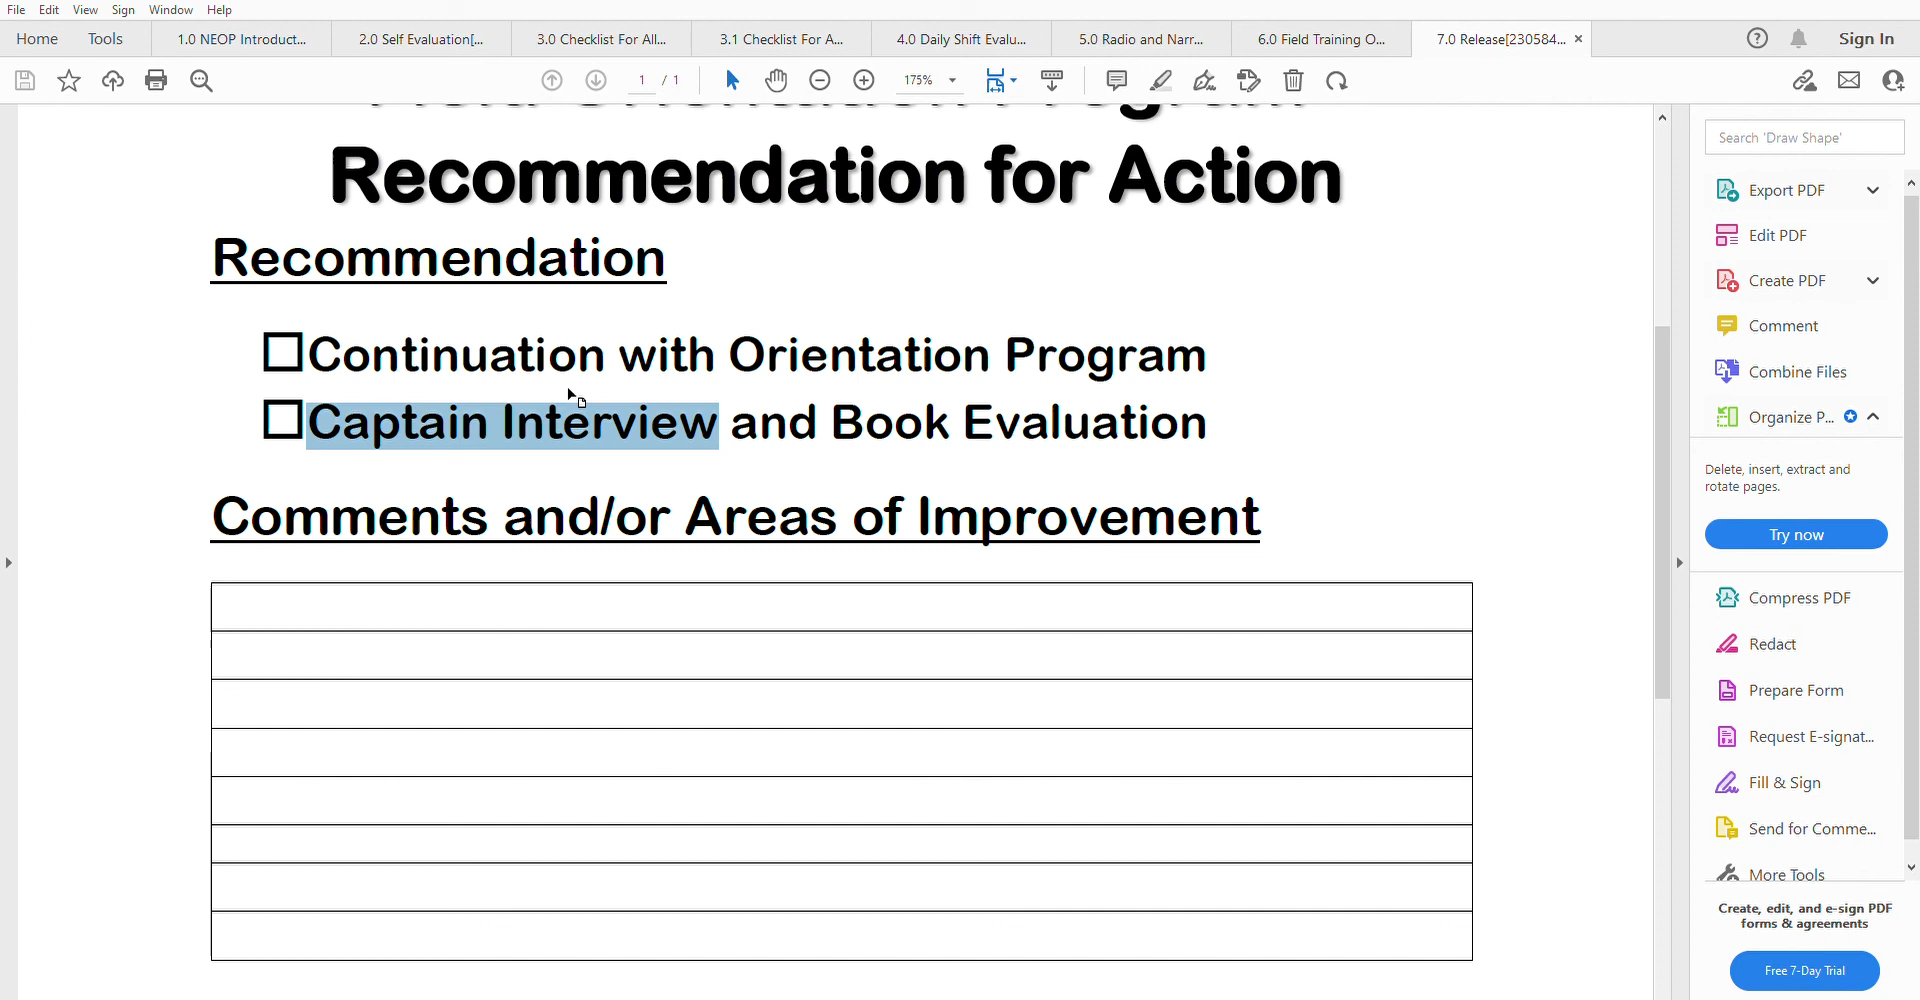 File Edit View Sign Window Help
Home Tools 1.0 NEOP Introduct... 2.0 Self Evaluation[... 3.0 Checklist For All... 3.1 Checklist For A... 4.0 Daily Shift Evalu... 5.0 Radio and Narr... 6.0 Field Training O... 7.0 Release[230584... × Sign In
1 / 1 175%
Recommendation for Action
Recommendation
Continuation with Orientation Program
Captain Interview and Book Evaluation
Comments and/or Areas of Improvement
Search 'Draw Shape'
Export PDF
Edit PDF
Create PDF
Comment
Combine Files
Organize P...
Delete, insert, extract and
rotate pages.
Try now
Compress PDF
Redact
Prepare Form
Request E-signat...
Fill & Sign
Send for Comme...
More Tools
Create, edit, and e-sign PDF
forms & agreements
Free 7-Day Trial